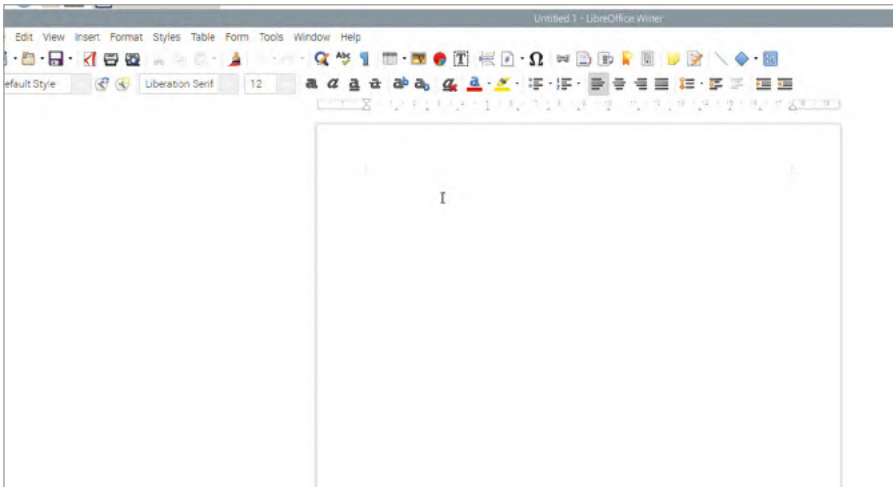 Untitled 1 - LibreOffice Writer
Edit View Insert Format Styles Table Form Tools Window Help
efault Style Liberation Serif 12